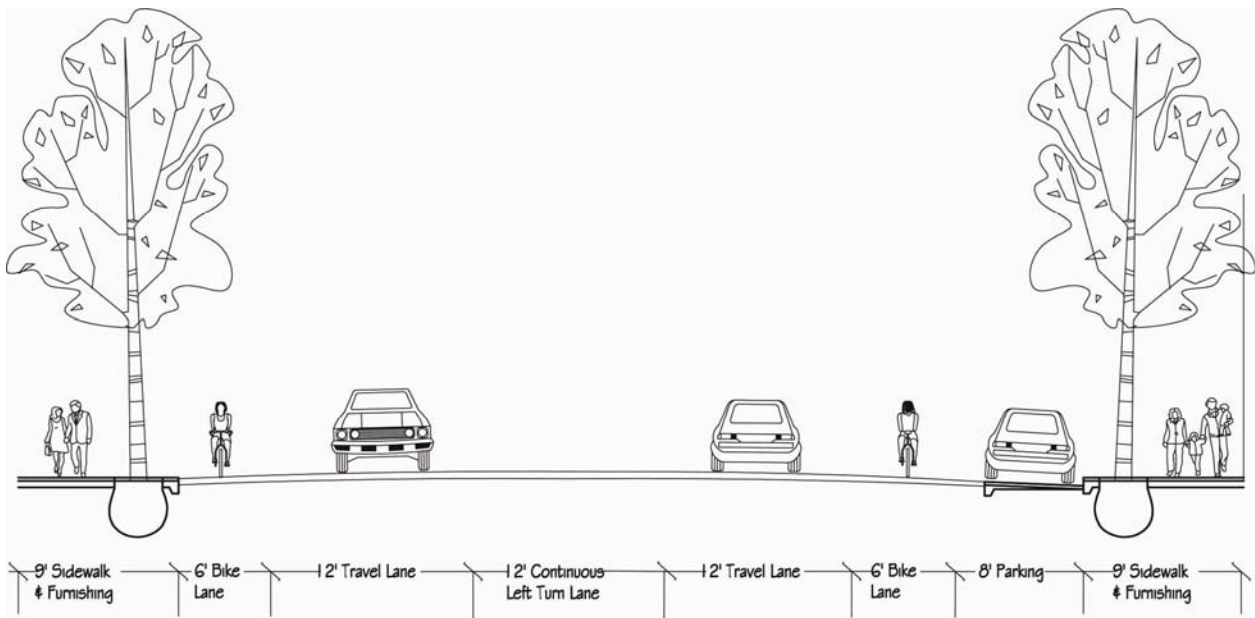 9' Sidewalk
& Furnishing
6' Bike
Lane
12' Travel Lane
12' Continuous
Left Turn Lane
12' Travel Lane
6' Bike
Lane
8' Parking
9' Sidewalk
& Furnishing